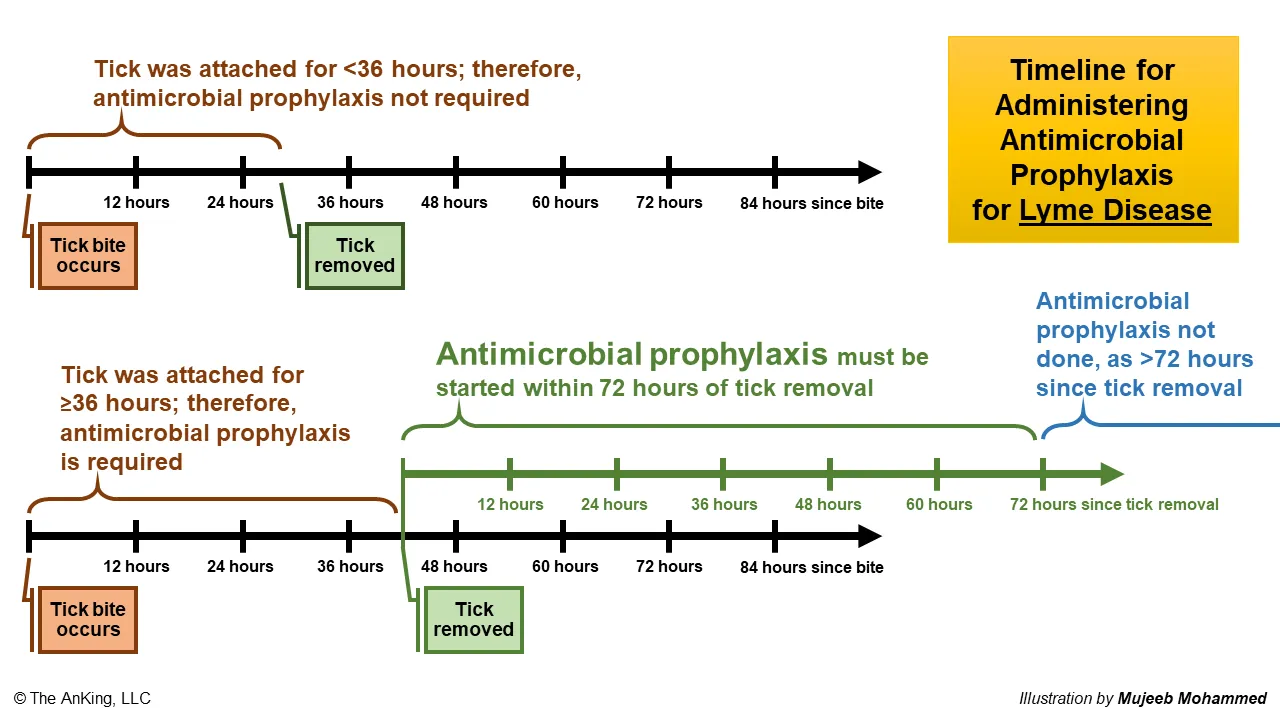 Timeline for
Administering
Antimicrobial
Prophylaxis
for Lyme Disease
Tick was attached for <36 hours; therefore,
antimicrobial prophylaxis not required
12 hours
24 hours
36 hours
48 hours
60 hours
72 hours
84 hours since bite
Tick bite
occurs
Tick
removed
Tick was attached for
≥36 hours; therefore,
antimicrobial prophylaxis
is required
Antimicrobial prophylaxis must be
started within 72 hours of tick removal
Antimicrobial
prophylaxis not
done, as >72 hours
since tick removal
12 hours
24 hours
36 hours
48 hours
60 hours
72 hours since tick removal
12 hours
24 hours
36 hours
48 hours
60 hours
72 hours
84 hours since bite
Tick bite
occurs
Tick
removed
© The AnKing, LLC
Illustration by Mujeeb Mohammed